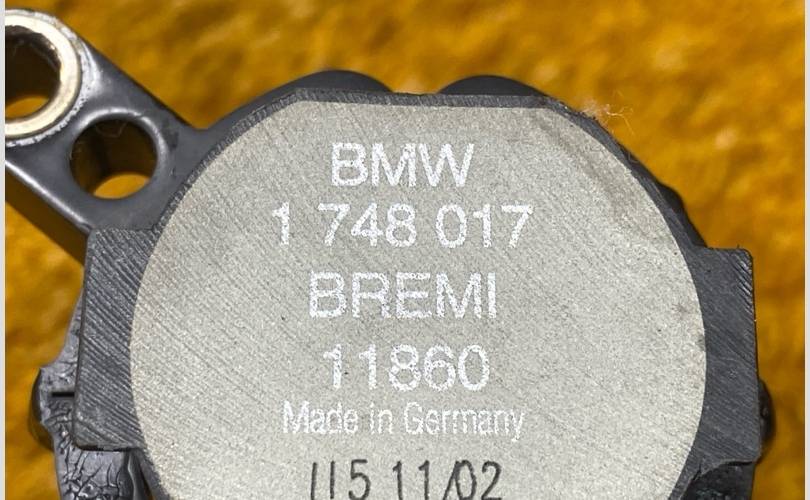 BMW
1 748 017
BREMI
11860
Made in Germany
115 11/02